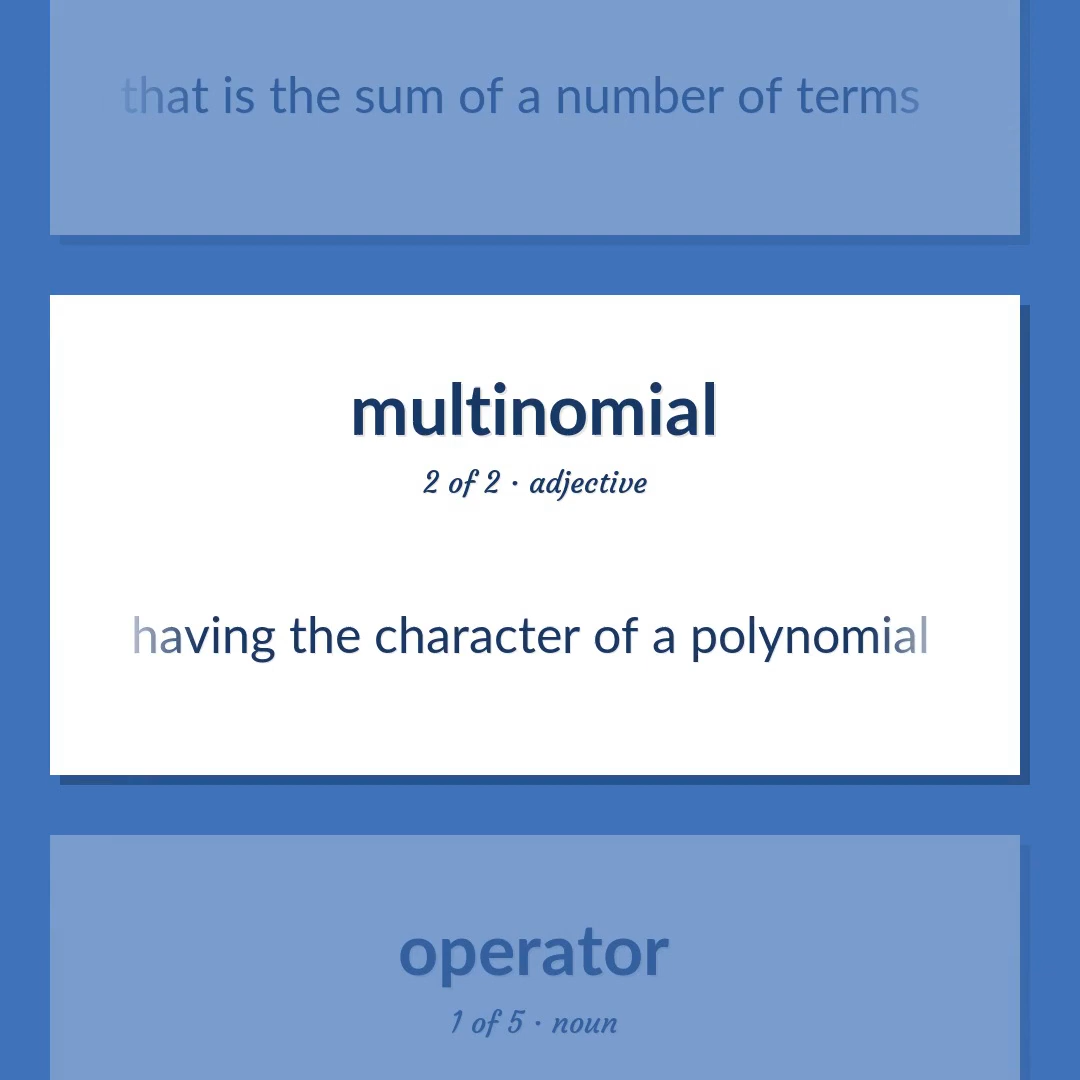 that is the sum of a number of terms
multinomial
2 of 2 · adjective
having the character of a polynomial
operator
1 of 5 · noun